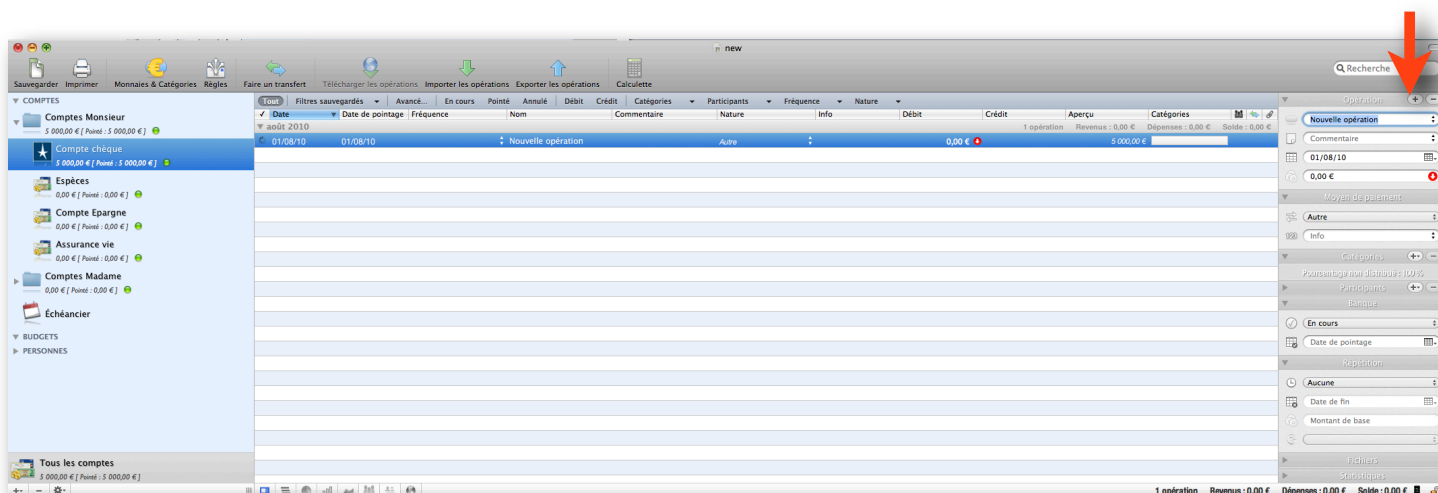 new
Recherche
Sauvegarder Imprimer Monnaies & Catégories Règles Faire un transfert Télécharger les opérations Importer les opérations Exporter les opérations Calculette
COMPTES
Comptes Monsieur
5 000,00 € [ Pointé : 5 000,00 € ]
Compte chèque
5 000,00 € [ Pointé : 5 000,00 € ]
Espèces
0,00 € [ Pointé : 0,00 € ]
Compte Epargne
0,00 € [ Pointé : 0,00 € ]
Assurance vie
0,00 € [ Pointé : 0,00 € ]
Comptes Madame
0,00 € [ Pointé : 0,00 € ]
Échéancier
BUDGETS
PERSONNES
Tous les comptes
5 000,00 € [ Pointé : 5 000,00 € ]
Tout Filtres sauvegardés Avancé... En cours Pointé Annulé Débit Crédit Catégories Participants Fréquence Nature
✓ Date Date de pointage Fréquence Nom Commentaire Nature Info Débit Crédit Aperçu Catégories
août 2010 1 opération Revenus : 0,00 € Dépenses : 0,00 € Solde : 0,00 €
C 01/08/10 01/08/10 Nouvelle opération Autre 0,00 € 5 000,00 €
Opération
Nouvelle opération
Commentaire
01/08/10
0,00 €
Moyen de paiement
Autre
123 Info
Catégories
Pourcentage non distribués 100 %
Participants
Banque
En cours
Date de pointage
Répétition
Aucune
Date de fin
Montant de base
Fichiers
Statistiques
1 opération Revenus : 0,00 € Dépenses : 0,00 € Solde : 0,00 €